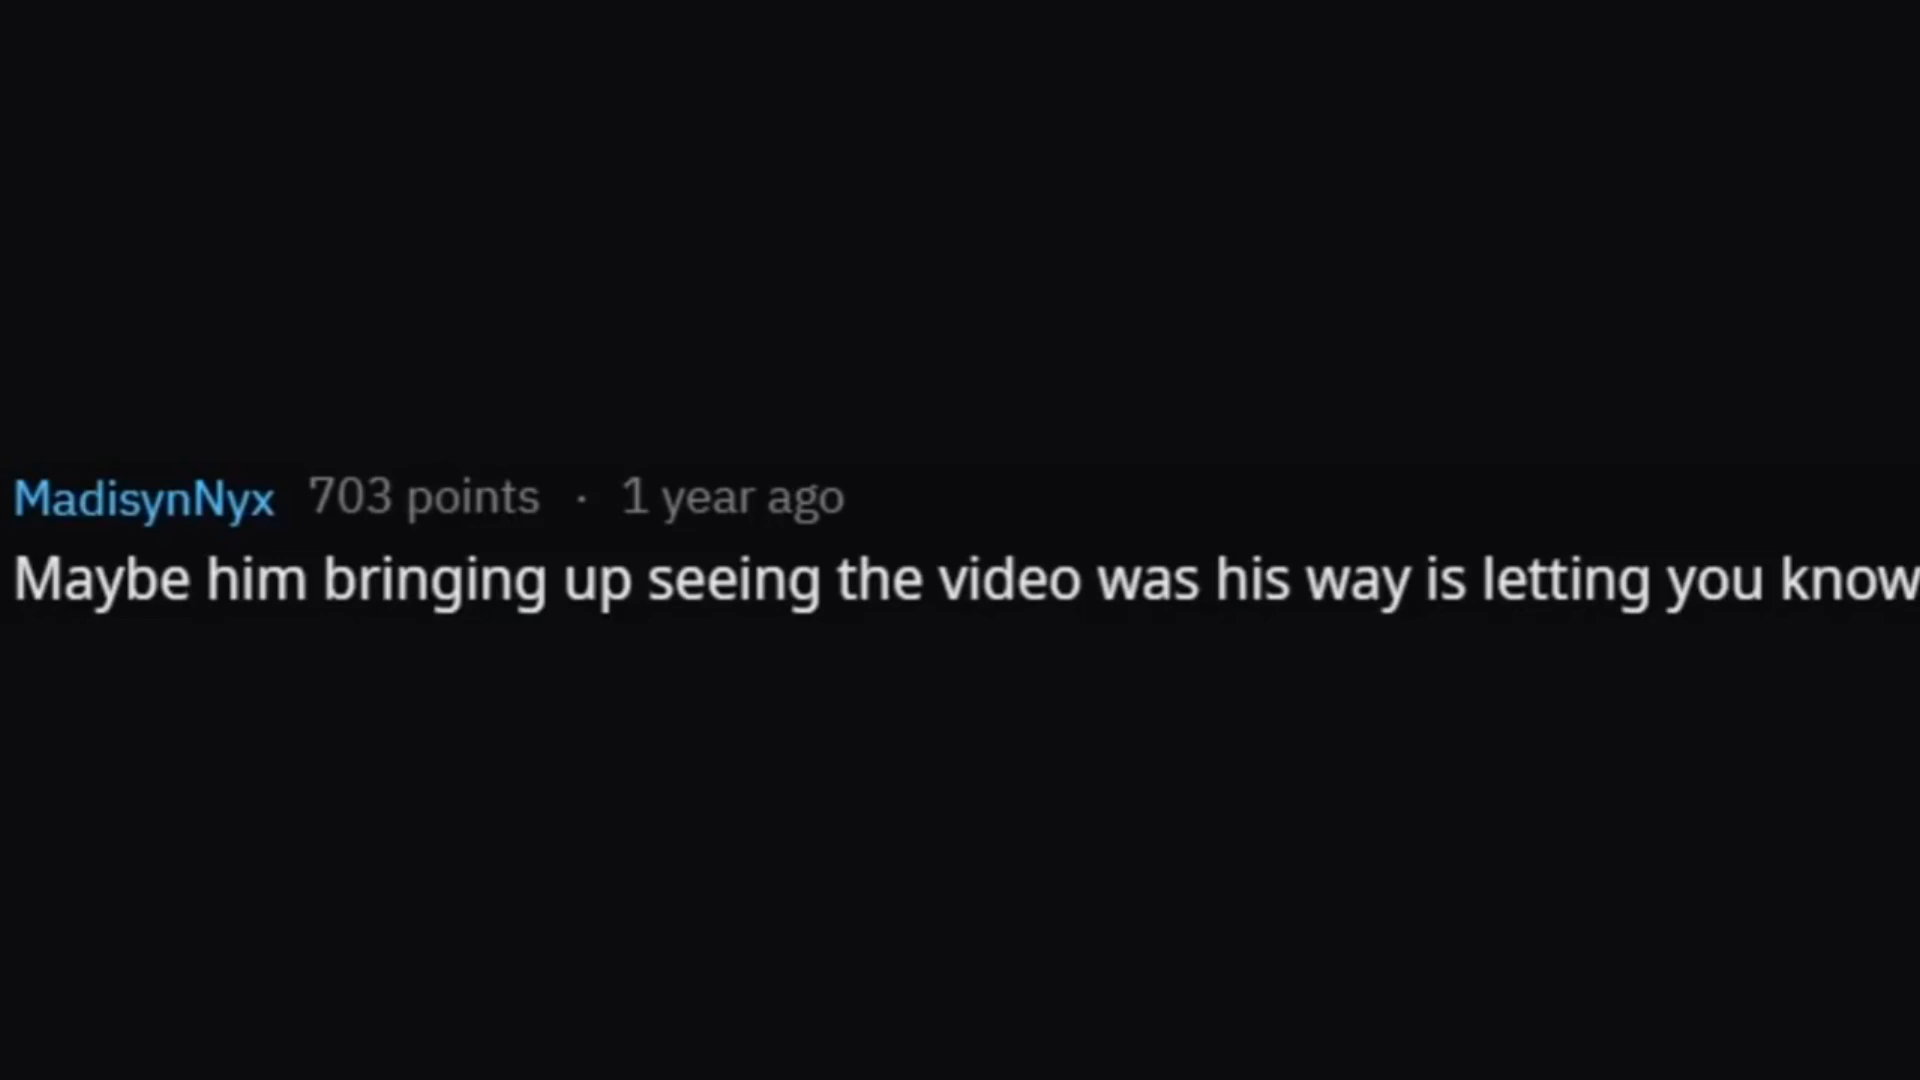 MadisynNyx 703 points · 1 year ago
Maybe him bringing up seeing the video was his way is letting you know